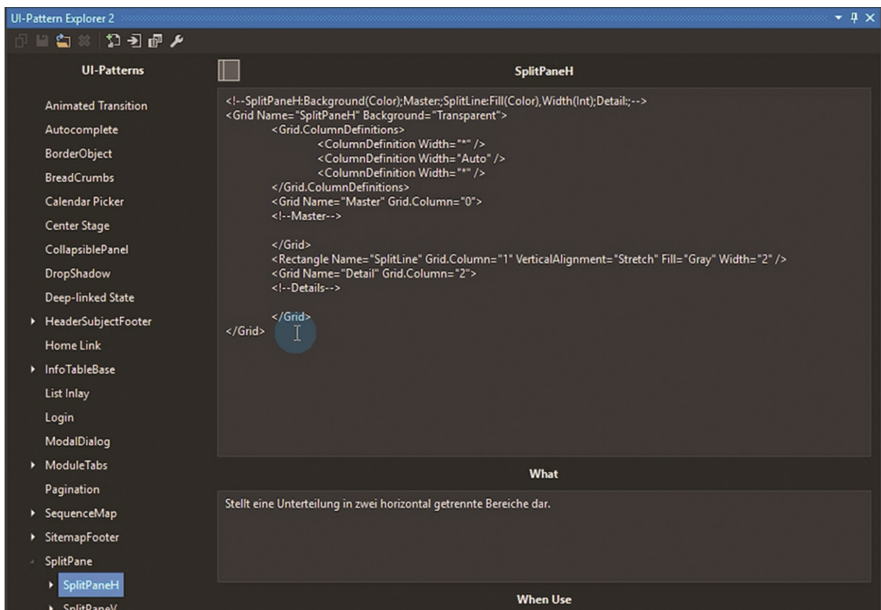 UI-Pattern Explorer 2
UI-Patterns
Animated Transition
Autocomplete
BorderObject
BreadCrumbs
Calendar Picker
Center Stage
CollapsiblePanel
DropShadow
Deep-linked State
HeaderSubjectFooter
Home Link
InfoTableBase
List Inlay
Login
ModalDialog
ModuleTabs
Pagination
SequenceMap
SitemapFooter
SplitPane
SplitPaneH
SplitPaneV
SplitPaneH
<!--SplitPaneH:Background(Color);Master:;SplitLine:Fill(Color),Width(Int);Detail:;-->
<Grid Name="SplitPaneH" Background="Transparent">
<Grid.ColumnDefinitions>
<ColumnDefinition Width="*" />
<ColumnDefinition Width="Auto" />
<ColumnDefinition Width="*" />
</Grid.ColumnDefinitions>
<Grid Name="Master" Grid.Column="0">
<!--Master-->
</Grid>
<Rectangle Name="SplitLine" Grid.Column="1" VerticalAlignment="Stretch" Fill="Gray" Width="2" />
<Grid Name="Detail" Grid.Column="2">
<!--Details-->
</Grid>
</Grid>
What
Stellt eine Unterteilung in zwei horizontal getrennte Bereiche dar.
When Use